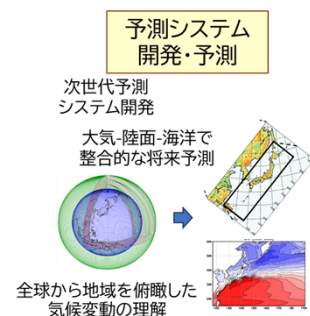 予測システム
開発・予測
次世代予測
システム開発
大気-陸面-海洋で
整合的な将来予測
全球から地域を俯瞰した
気候変動の理解